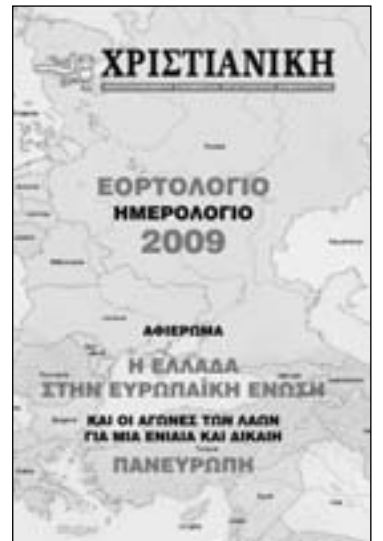 ΧΡΙΣΤΙΑΝΙΚΗ
ΕΟΡΤΟΛΟΓΙΟ
ΗΜΕΡΟΛΟΓΙΟ
2009
ΑΦΙΕΡΩΜΑ
Η ΕΛΛΑΔΑ
ΣΤΗΝ ΕΥΡΩΠΑΪΚΗ ΕΝΩΣΗ
ΚΑΙ ΟΙ ΑΓΩΝΕΣ ΤΩΝ ΛΑΩΝ
ΓΙΑ ΜΙΑ ΕΝΙΑΙΑ ΚΑΙ ΔΙΚΑΙΗ
ΠΑΝΕΥΡΩΠΗ